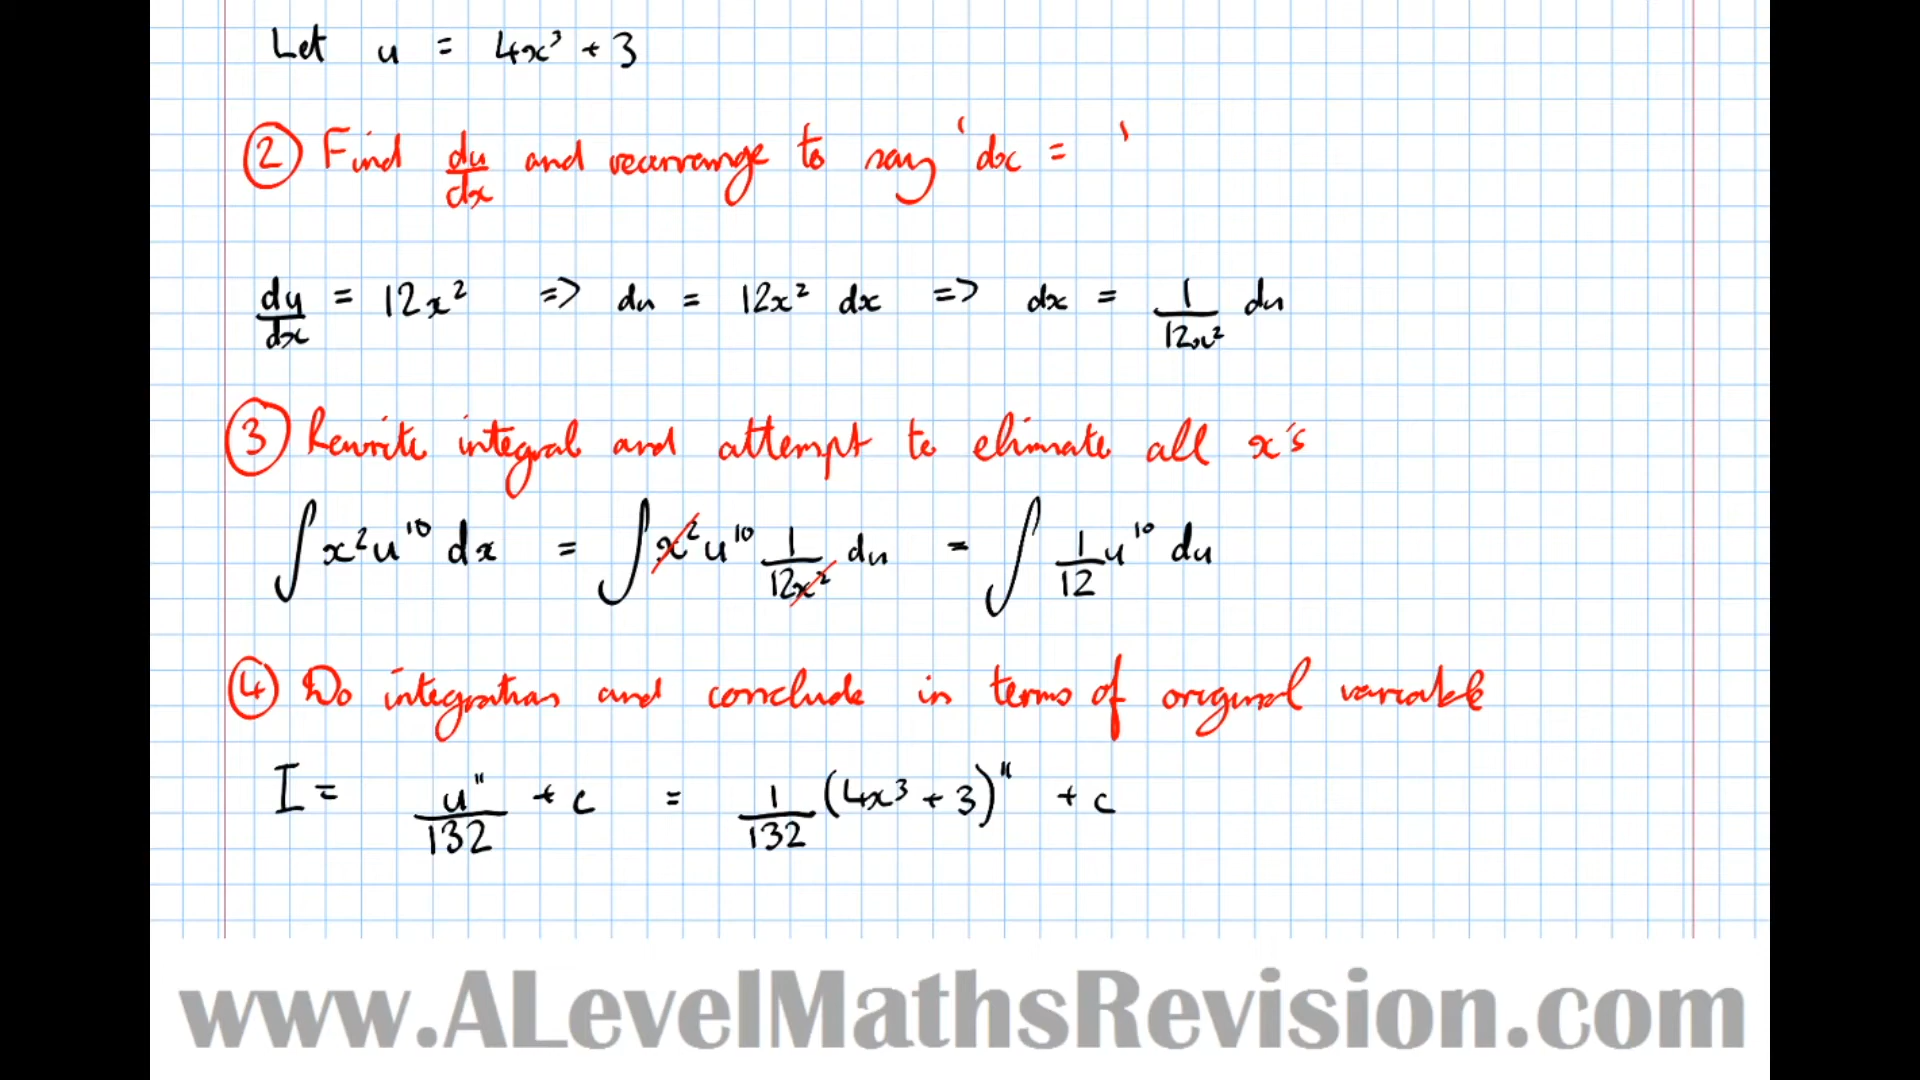 Let u = 4x³ + 3
② Find du/dx and rearrange to say 'dx = '
du/dx = 12x² => du = 12x² dx => dx = 1/12x² du
③ Rewrite integral and attempt to elimate all x's
∫ x²u¹⁰ dx = ∫ x²u¹⁰ 1/12x² du = ∫ 1/12 u¹⁰ du
④ Do integration and conclude in terms of original variable
I = u¹¹/132 + c = 1/132 (4x³ + 3)¹¹ + c
www.ALevelMathsRevision.com